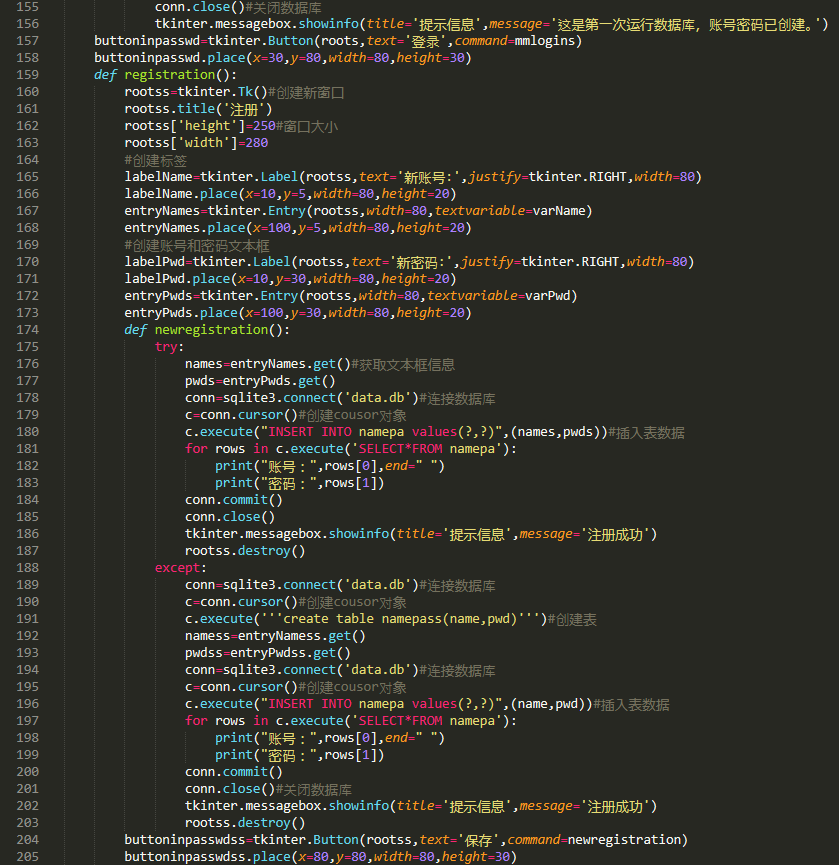 155 conn.close()#关闭数据库
156 tkinter.messagebox.showinfo(title='提示信息',message='这是第一次运行数据库，账号密码已创建。')
157 buttoninpasswd=tkinter.Button(roots,text='登录',command=mmlogins)
158 buttoninpasswd.place(x=30,y=80,width=80,height=30)
159 def registration():
160 rootss=tkinter.Tk()#创建新窗口
161 rootss.title('注册')
162 rootss['height']=250#窗口大小
163 rootss['width']=280
164 #创建标签
165 labelName=tkinter.Label(rootss,text='新账号:',justify=tkinter.RIGHT,width=80)
166 labelName.place(x=10,y=5,width=80,height=20)
167 entryNames=tkinter.Entry(rootss,width=80,textvariable=varName)
168 entryNames.place(x=100,y=5,width=80,height=20)
169 #创建账号和密码文本框
170 labelPwd=tkinter.Label(rootss,text='新密码:',justify=tkinter.RIGHT,width=80)
171 labelPwd.place(x=10,y=30,width=80,height=20)
172 entryPwds=tkinter.Entry(rootss,width=80,textvariable=varPwd)
173 entryPwds.place(x=100,y=30,width=80,height=20)
174 def newregistration():
175 try:
176 names=entryNames.get()#获取文本框信息
177 pwds=entryPwds.get()
178 conn=sqlite3.connect('data.db')#连接数据库
179 c=conn.cursor()#创建cousor对象
180 c.execute("INSERT INTO namepa values(?,?)",(names,pwds))#插入表数据
181 for rows in c.execute('SELECT*FROM namepa'):
182 print("账号：",rows[0],end=" ")
183 print("密码：",rows[1])
184 conn.commit()
185 conn.close()
186 tkinter.messagebox.showinfo(title='提示信息',message='注册成功')
187 rootss.destroy()
188 except:
189 conn=sqlite3.connect('data.db')#连接数据库
190 c=conn.cursor()#创建cousor对象
191 c.execute('''create table namepass(name,pwd)''')#创建表
192 namess=entryNamess.get()
193 pwdss=entryPwdss.get()
194 conn=sqlite3.connect('data.db')#连接数据库
195 c=conn.cursor()#创建cousor对象
196 c.execute("INSERT INTO namepa values(?,?)",(name,pwd))#插入表数据
197 for rows in c.execute('SELECT*FROM namepa'):
198 print("账号：",rows[0],end=" ")
199 print("密码：",rows[1])
200 conn.commit()
201 conn.close()#关闭数据库
202 tkinter.messagebox.showinfo(title='提示信息',message='注册成功')
203 rootss.destroy()
204 buttoninpasswdss=tkinter.Button(rootss,text='保存',command=newregistration)
205 buttoninpasswdss.place(x=80,y=80,width=80,height=30)